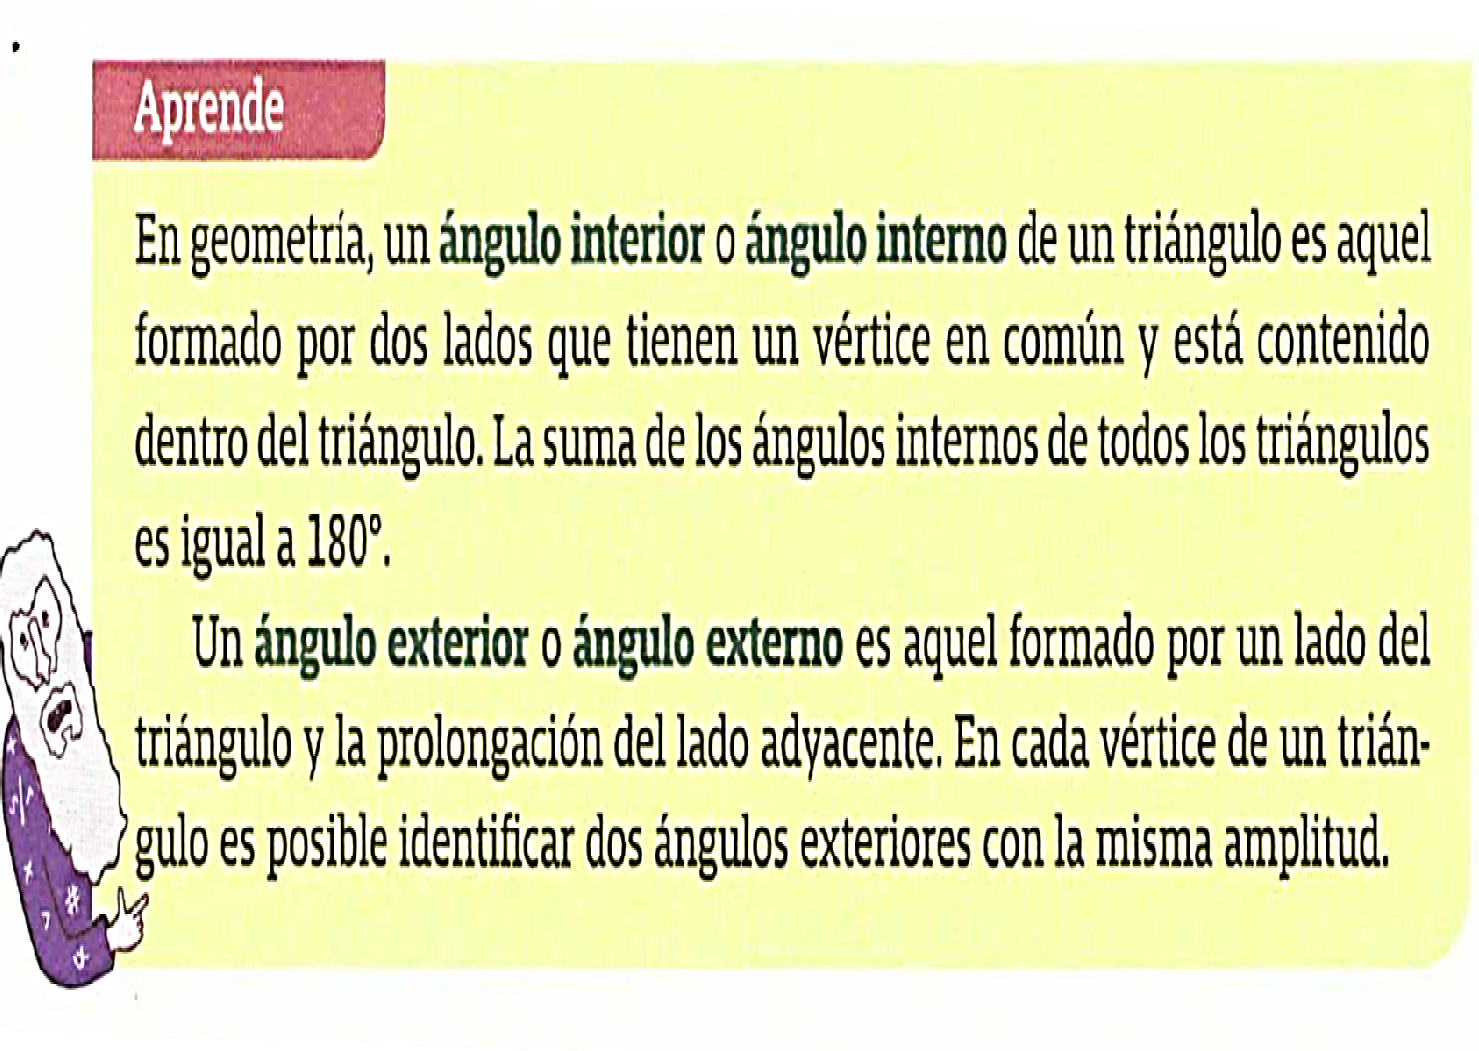 Aprende
En geometría, un ángulo interior o ángulo interno de un triángulo es aquel
formado por dos lados que tienen un vértice en común y está contenido
dentro del triángulo. La suma de los ángulos internos de todos los triángulos
es igual a 180°.
Un ángulo exterior o ángulo externo es aquel formado por un lado del
triángulo y la prolongación del lado adyacente. En cada vértice de un trián-
gulo es posible identificar dos ángulos exteriores con la misma amplitud.